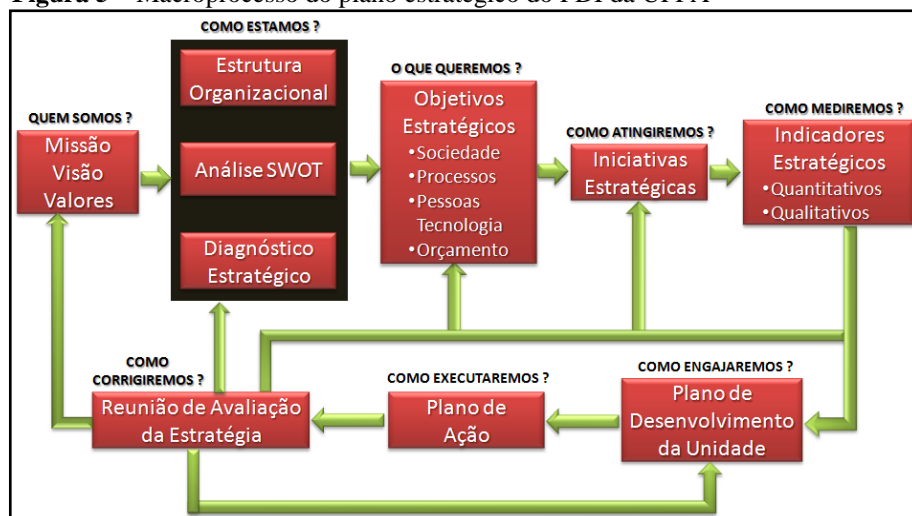 Figura – Macroprocesso do plano estratégico do PDI da UFPA
COMO ESTAMOS ?
Estrutura
Organizacional
Análise SWOT
Diagnóstico
Estratégico
QUEM SOMOS ?
Missão
Visão
Valores
O QUE QUEREMOS ?
Objetivos
Estratégicos
•Sociedade
•Processos
•Pessoas
Tecnologia
•Orçamento
COMO ATINGIREMOS ?
Iniciativas
Estratégicas
COMO MEDIREMOS ?
Indicadores
Estratégicos
•Quantitativos
•Qualitativos
COMO
CORRIGIREMOS ?
Reunião de Avaliação
da Estratégia
COMO EXECUTAREMOS ?
Plano de
Ação
COMO ENGAJAREMOS ?
Plano de
Desenvolvimento
da Unidade